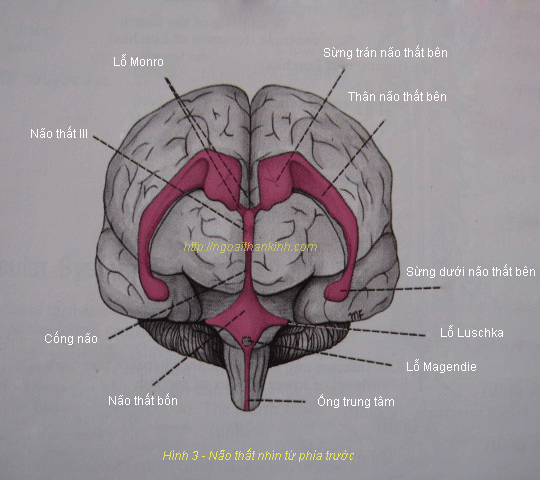 Sừng trán não thất bên
Lỗ Monro
Thân não thất bên
Não thất III
http://ngoaithankinh.com
Sừng dưới não thất bên
ME
Lỗ Luschka
Cống não
Lỗ Magendie
Não thất bốn
Ống trung tâm
Hình 3 - Não thất nhìn từ phía trước